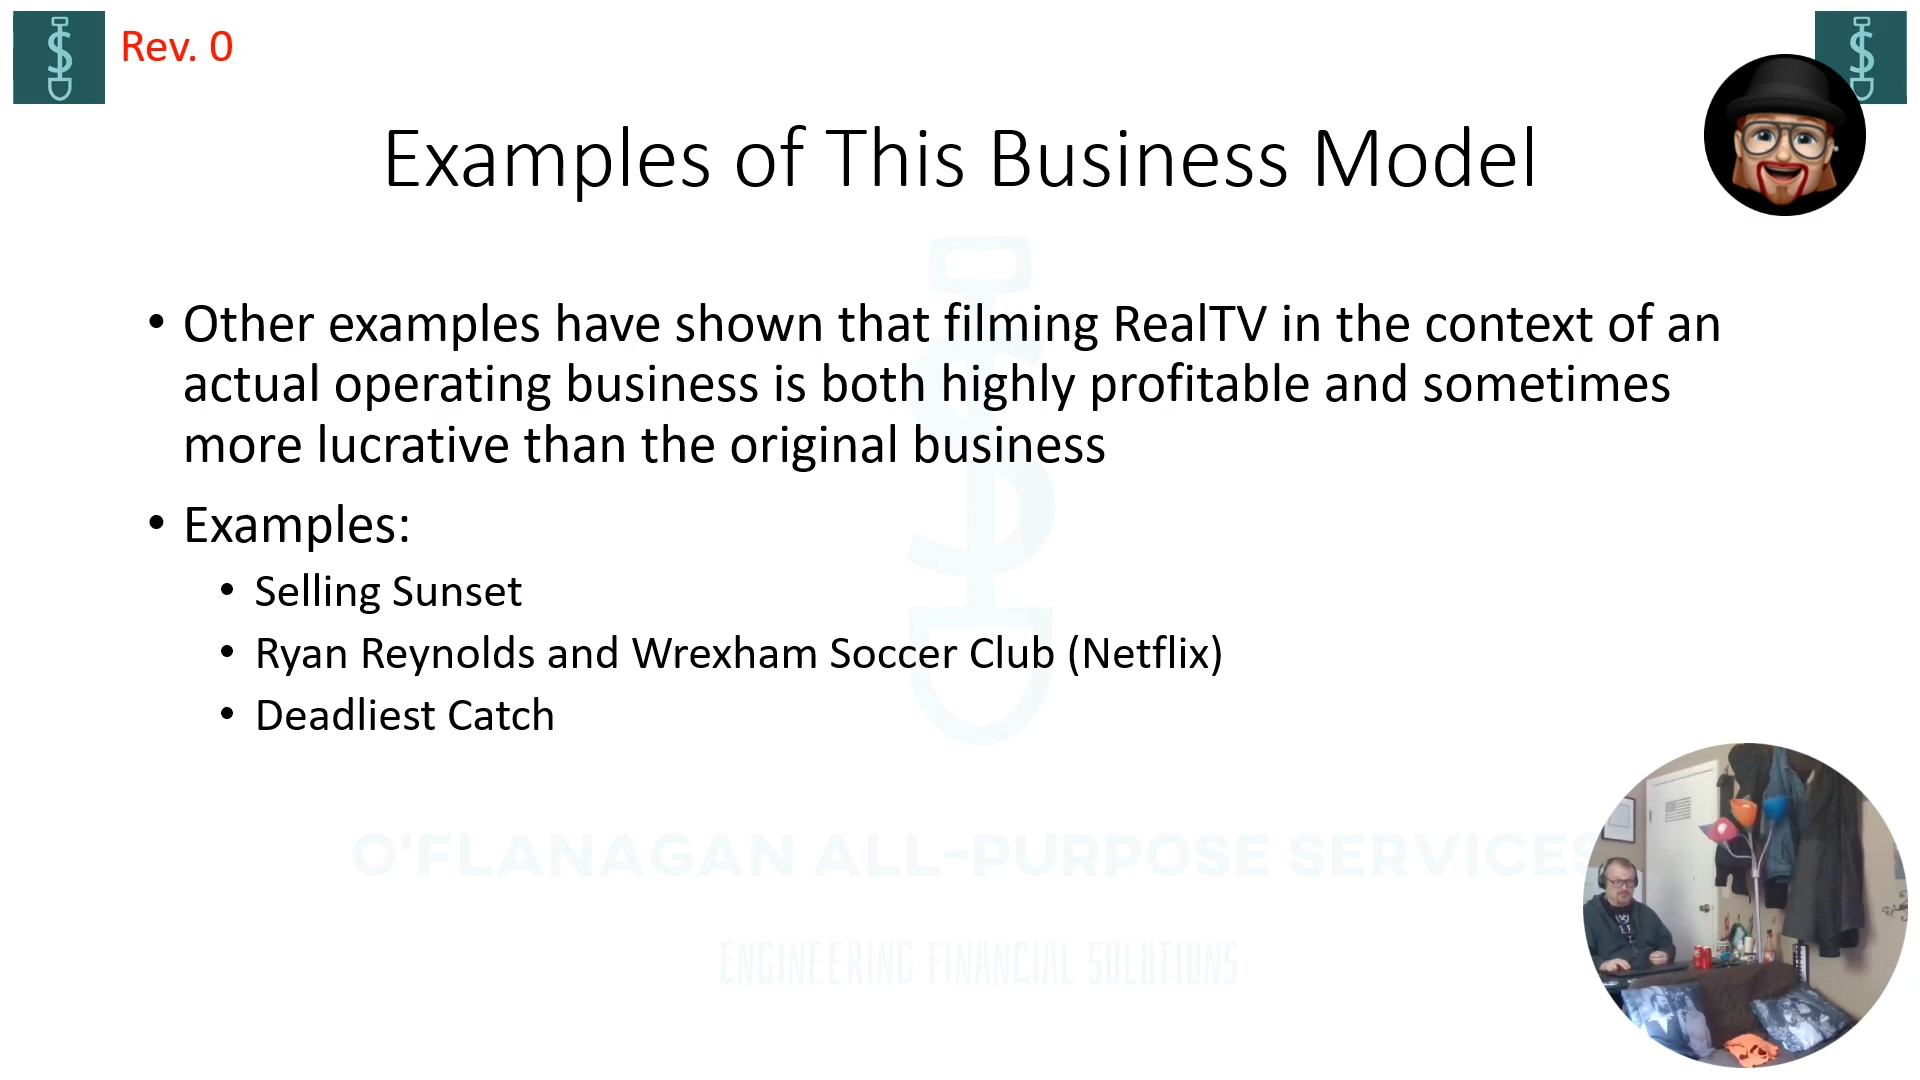 Rev. 0
Examples of This Business Model
• Other examples have shown that filming RealTV in the context of an
actual operating business is both highly profitable and sometimes
more lucrative than the original business
• Examples:
• Selling Sunset
• Ryan Reynolds and Wrexham Soccer Club (Netflix)
• Deadliest Catch
O'FLANAGAN ALL-PURPOSE SERVICES
ENGINEERING FINANCIAL SOLUTIONS